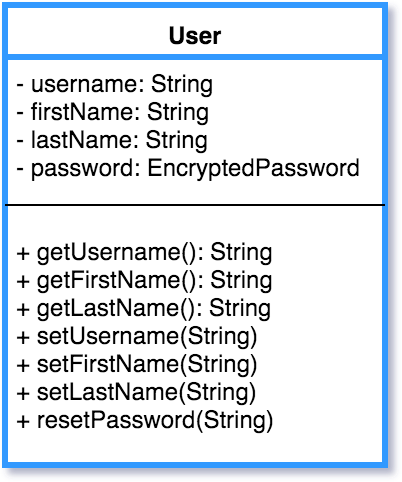 User
- username: String
- firstName: String
- lastName: String
- password: EncryptedPassword
+ getUsername(): String
+ getFirstName(): String
+ getLastName(): String
+ setUsername(String)
+ setFirstName(String)
+ setLastName(String)
+ resetPassword(String)